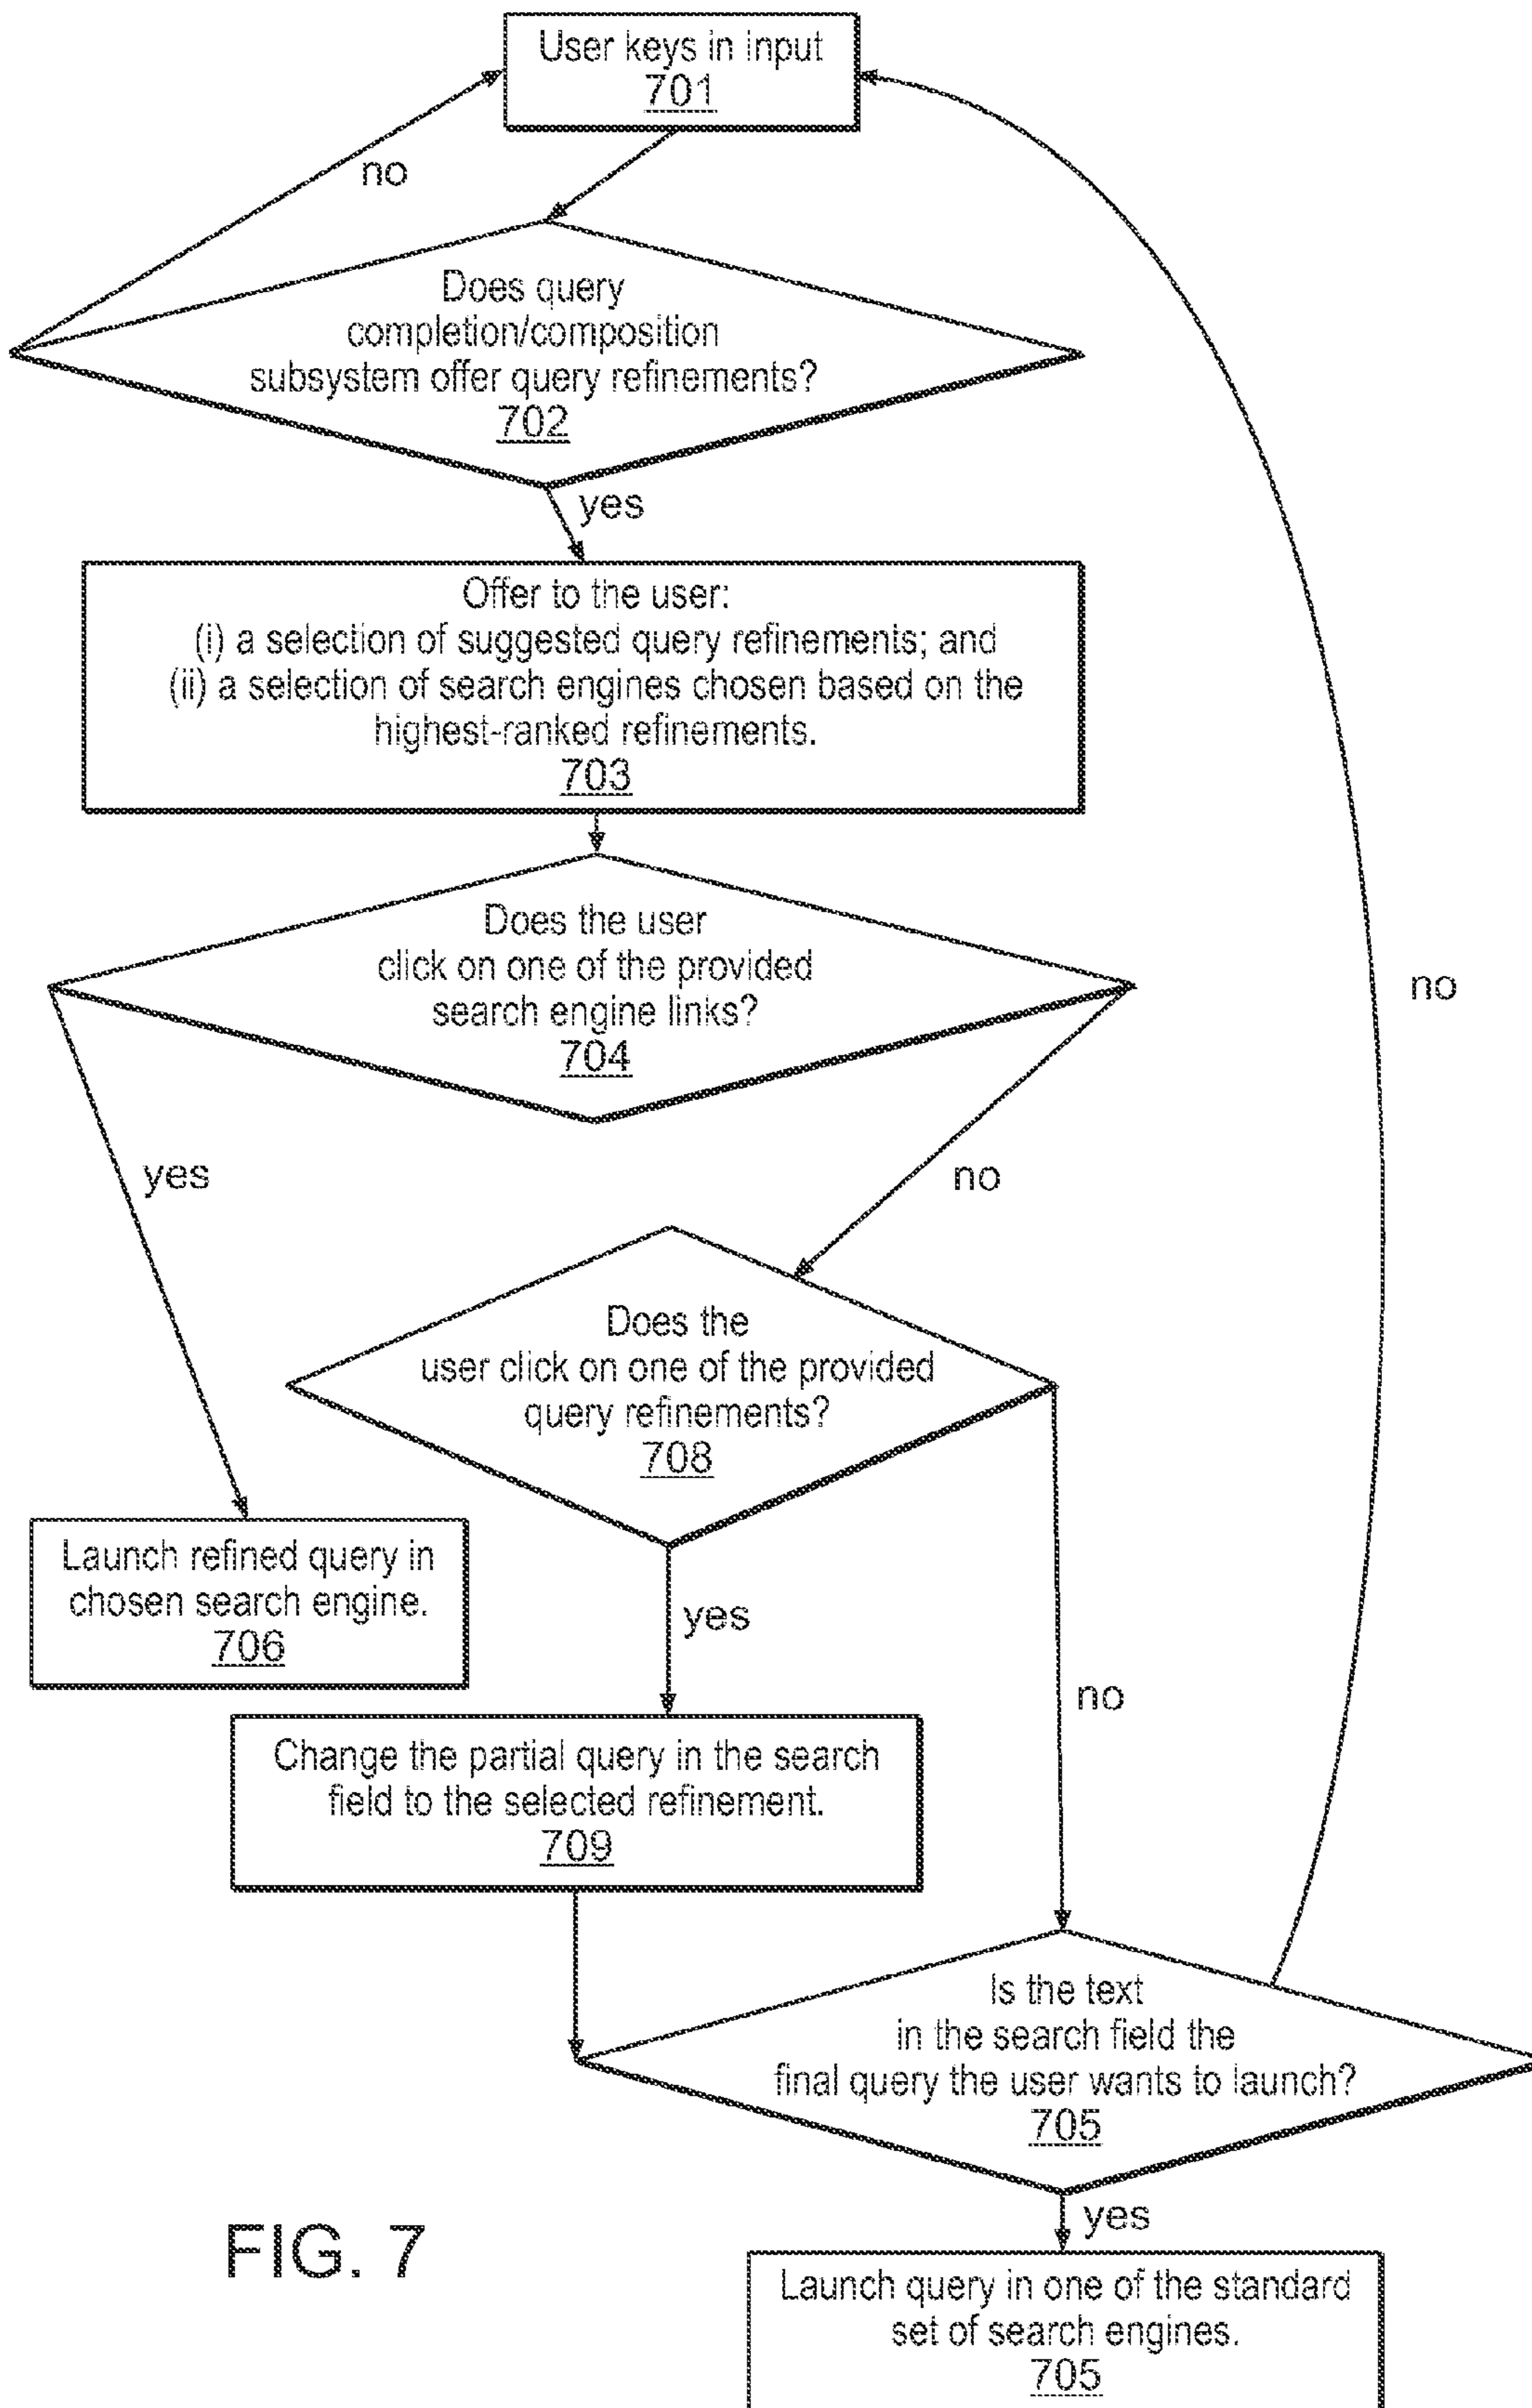 User keys in input
701
no
Does query
completion/composition
subsystem offer query refinements?
702
yes
Offer to the user:
(i) a selection of suggested query refinements; and
(ii) a selection of search engines chosen based on the
highest-ranked refinements.
703
Does the user
click on one of the provided
search engine links?
704
no
yes
no
Does the
user click on one of the provided
query refinements?
708
Launch refined query in
chosen search engine.
706
yes
no
Change the partial query in the search
field to the selected refinement.
709
Is the text
in the search field the
final query the user wants to launch?
705
yes
FIG. 7
Launch query in one of the standard
set of search engines.
705